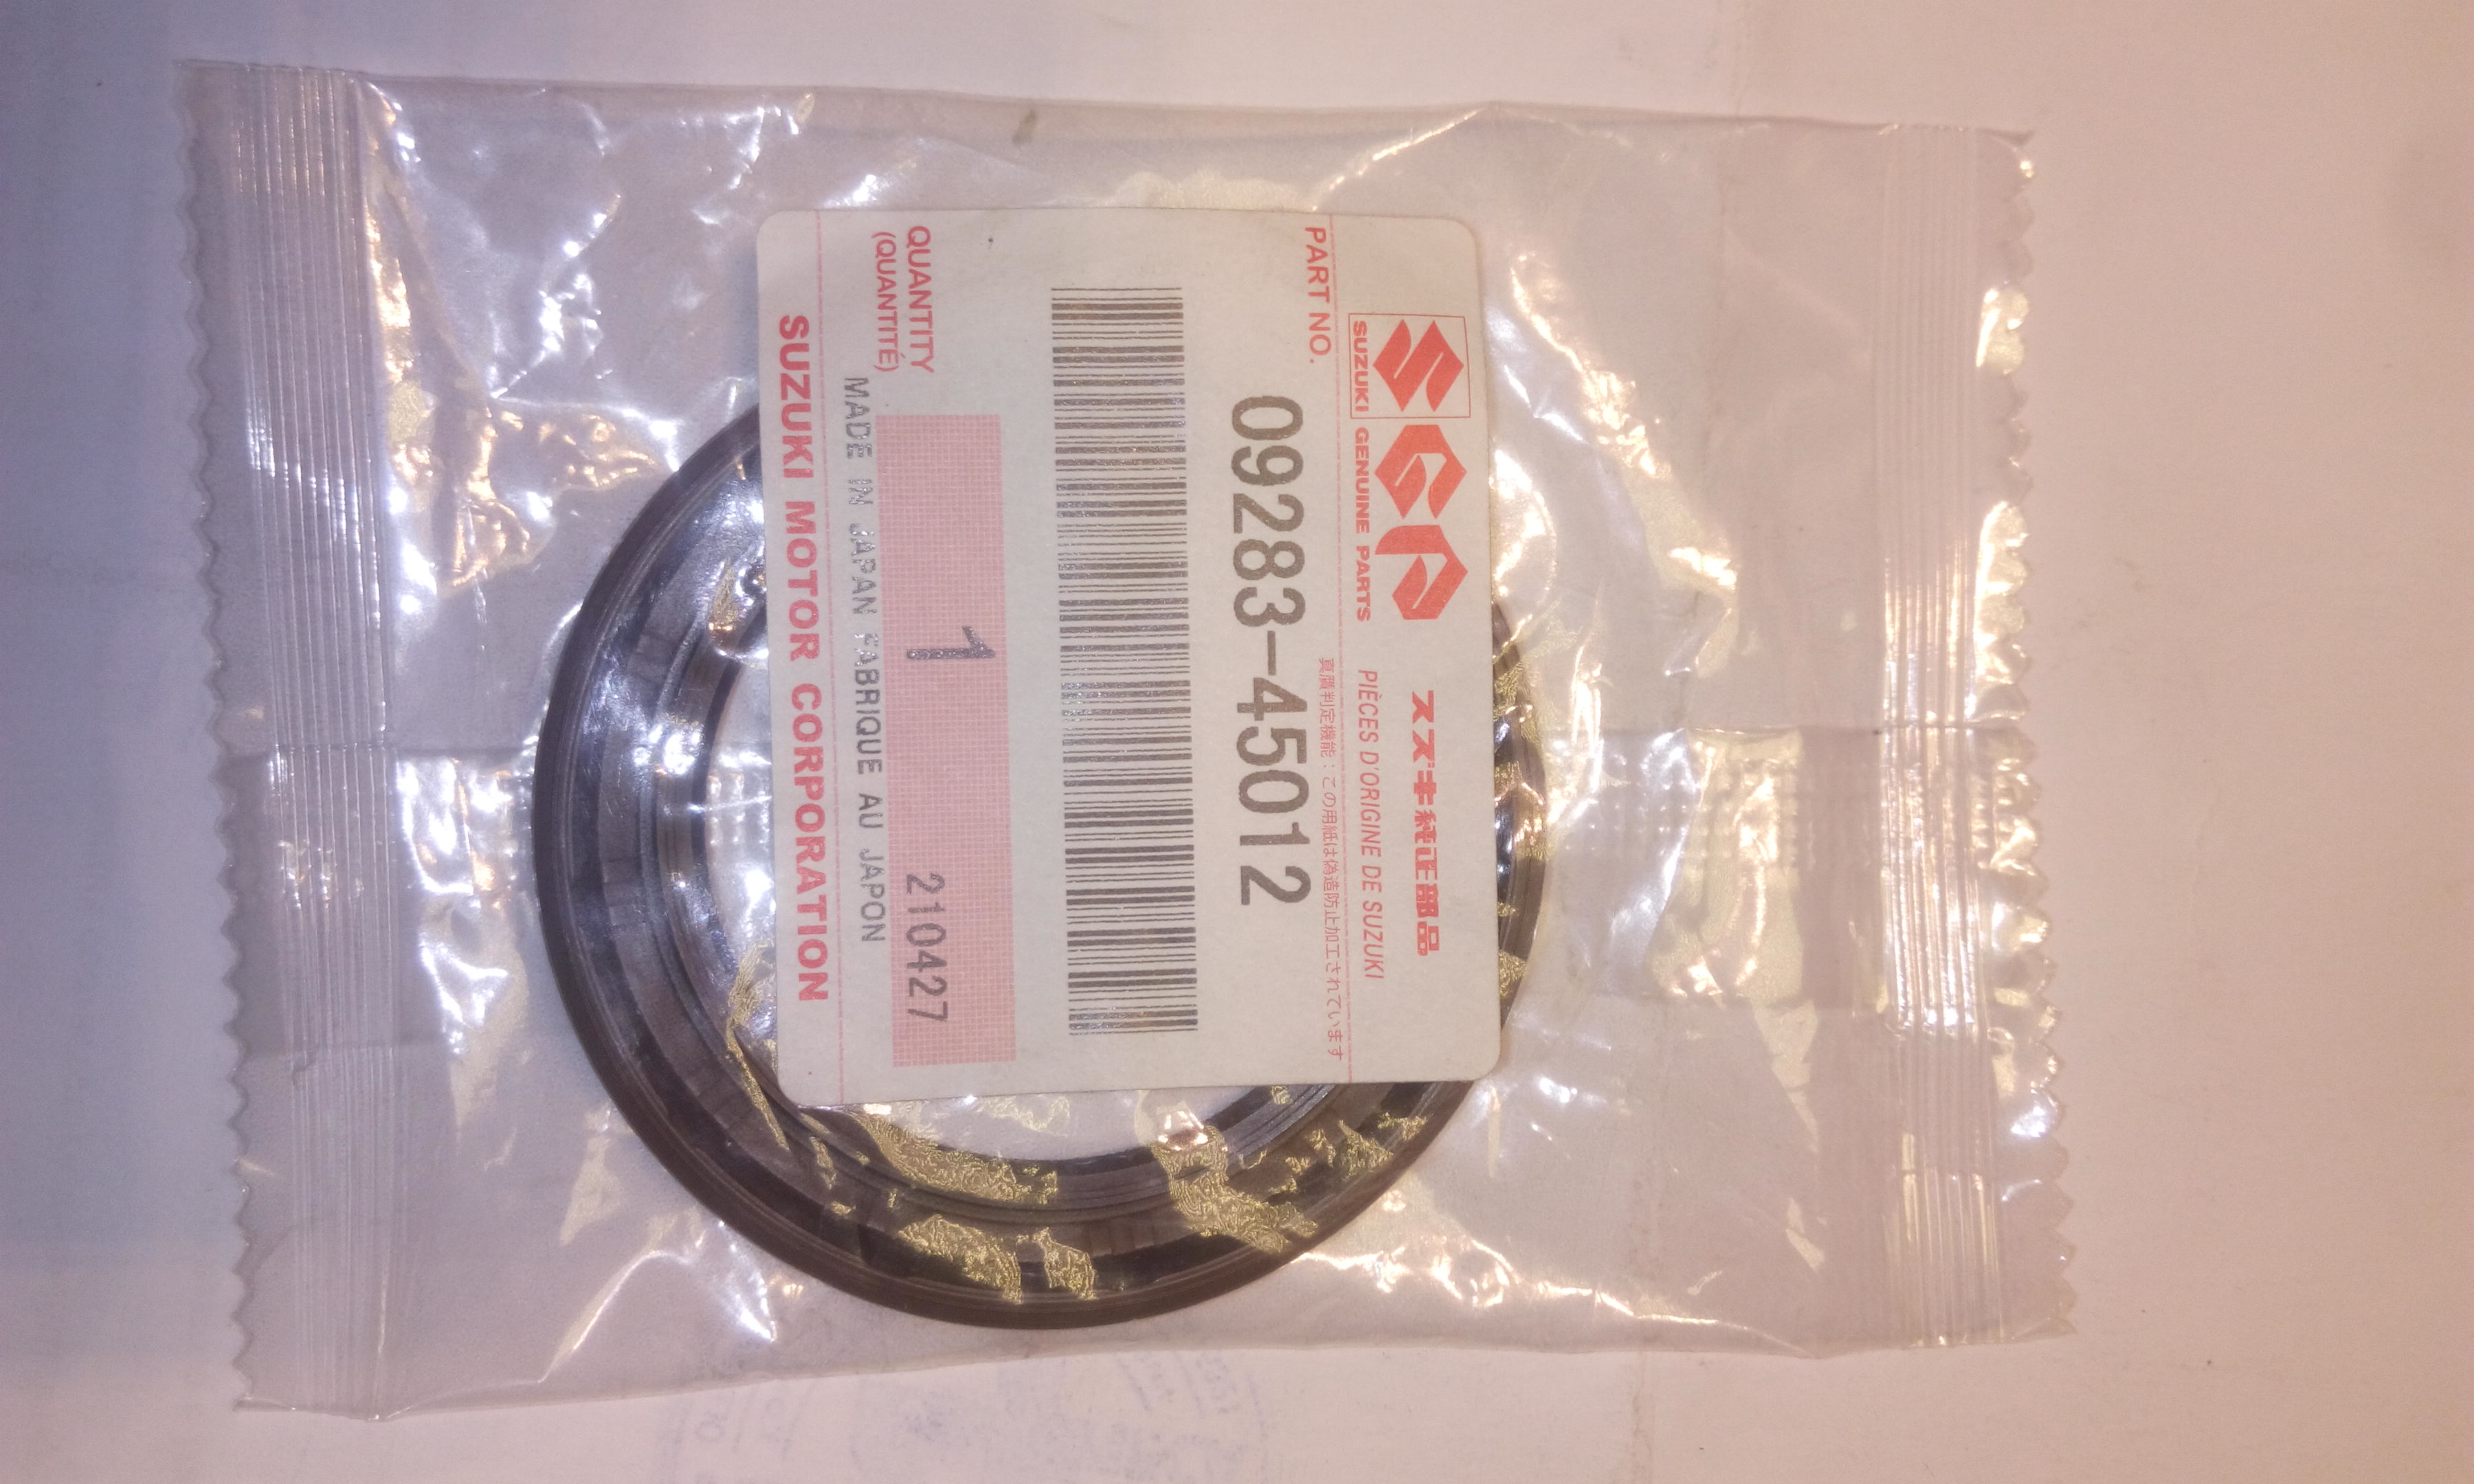 SUZUKI
GENUINE PARTS
スズキ純正部品
PIÈCES D'ORIGINE DE SUZUKI
PART NO.
真贋判定機能:この用紙は偽造防止加工されています
09283-45012
QUANTITY
(QUANTITÉ)
1
210427
MADE IN JAPAN FABRIQUE AU JAPON
SUZUKI MOTOR CORPORATION